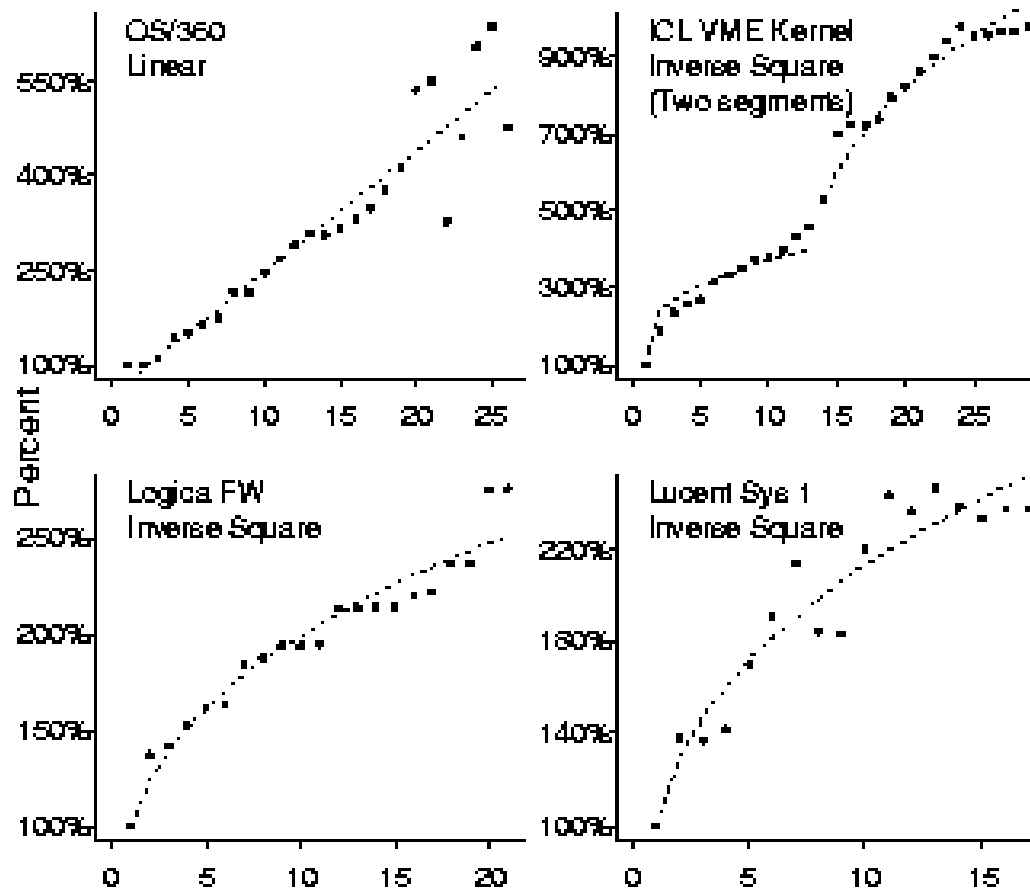 OS/360
Linear
550%
400%
250%
100%
0 5 10 15 20 25
ICL VME Kernel
Inverse Square
(Two segments)
900%
700%
500%
300%
100%
0 5 10 15 20 25
Percent
Logica FW
Inverse Square
250%
200%
150%
100%
0 5 10 15 20
Lucent Sys 1
Inverse Square
220%
180%
140%
100%
0 5 10 15